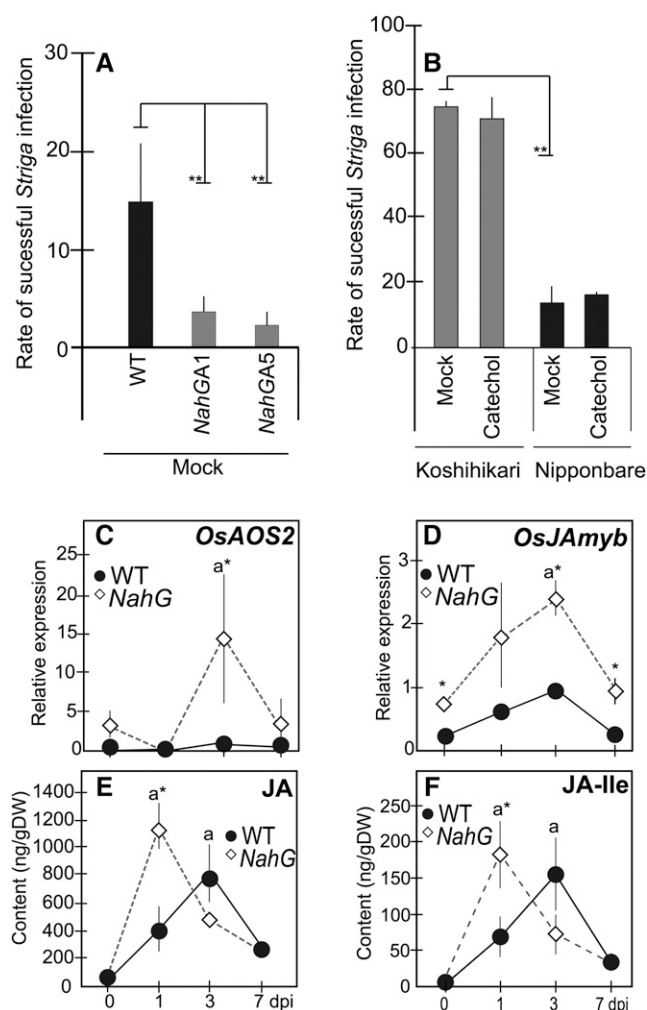 A
Rate of sucessful Striga infection
30
20
10
0
**
**
WT
NahGA1
NahGA5
Mock
B
Rate of successful Striga infection
100
80
60
40
20
0
**
Mock
Catechol
Mock
Catechol
Koshihikari
Nipponbare
C
OsAOS2
Relative expression
25
20
15
10
5
0
WT
NahG
a*
D
OsJAmyb
Relative expression
3
2
1
0
WT
NahG
*
a*
*
E
JA
Content (ng/gDW)
1400
1200
1000
800
600
400
200
0
a*
a
WT
NahG
0 1 3 7 dpi
F
JA-Ile
Content (ng/gDW)
250
200
150
100
50
0
WT
NahG
a*
a
0 1 3 7 dpi